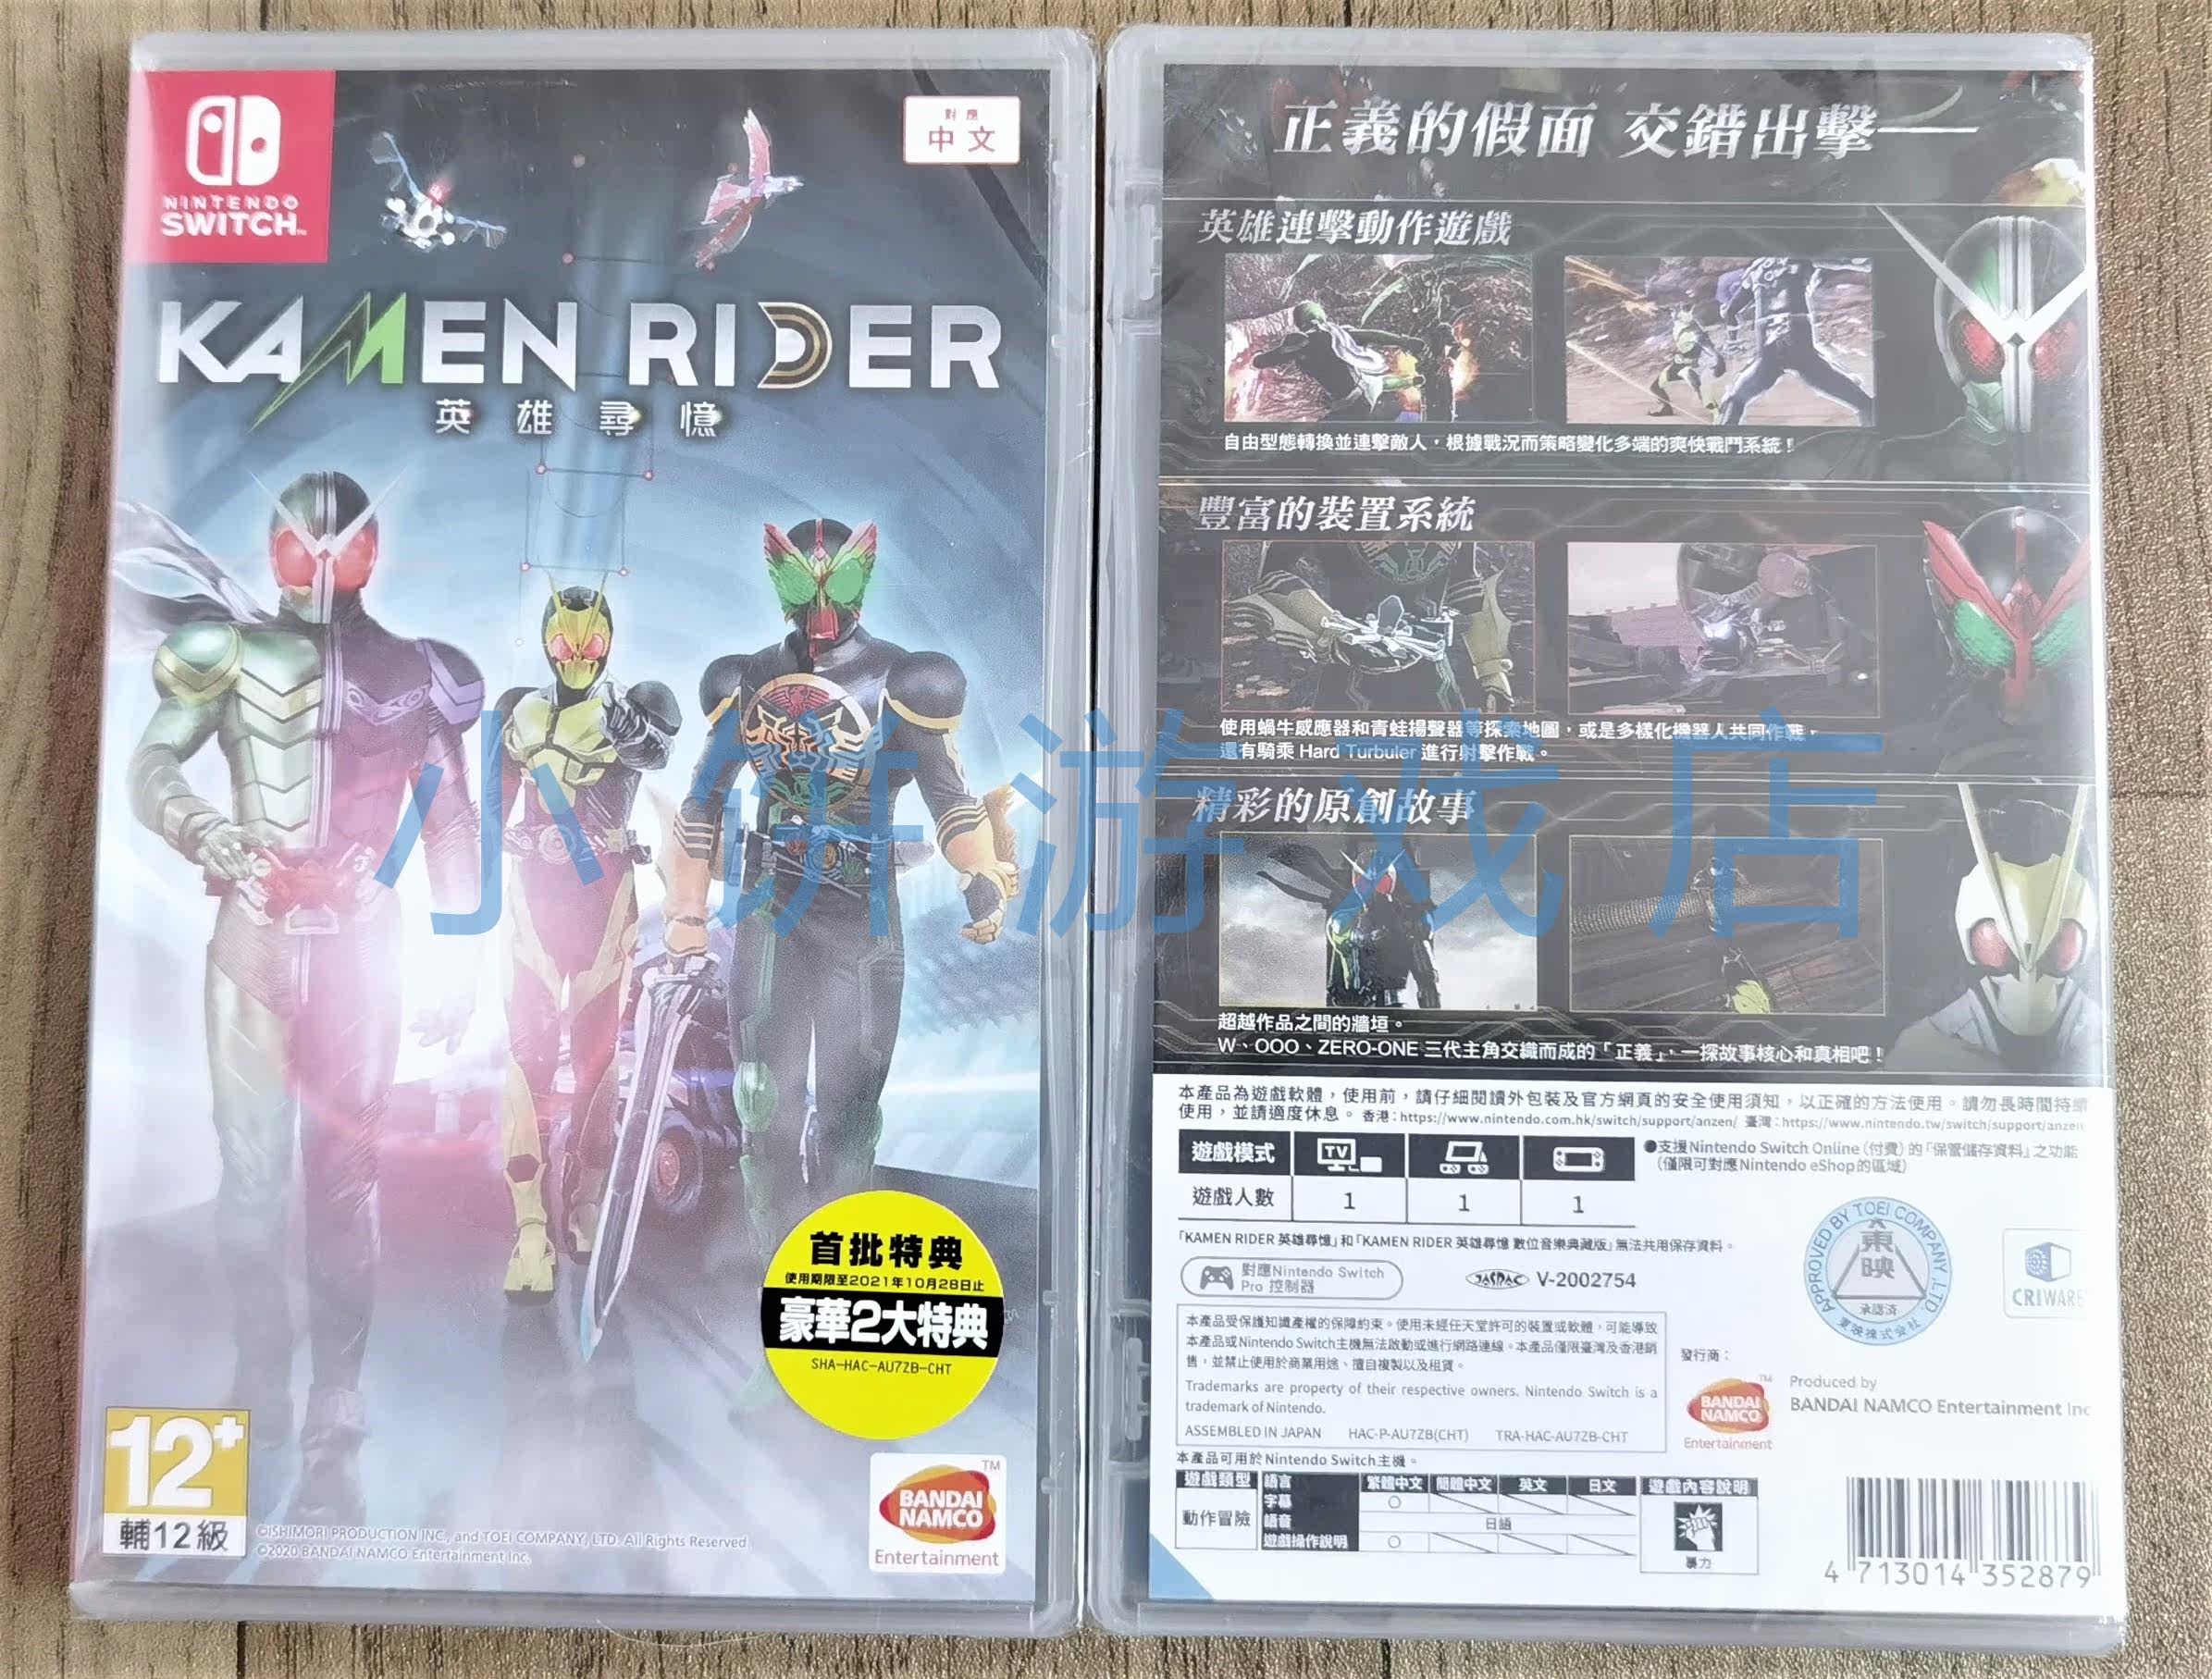 NINTENDO
SWITCH
對應
中文
KAMEN RIDER
英雄尋憶
首批特典
使用期限至2021年10月28日止
豪華2大特典
SHA-HAC-AU7ZB-CHT
12+
輔12級
©ISHIMORI PRODUCTION INC. and TOEI COMPANY, LTD. All Rights Reserved.
©2020 BANDAI NAMCO Entertainment Inc.
BANDAI
NAMCO
TM
Entertainment
小饼游戏店
正義的假面 交錯出擊——
英雄連擊動作遊戲
自由型態轉換並連擊敵人，根據戰況而策略變化多端的爽快戰鬥系統！
豐富的裝置系統
使用蝸牛感應器和青蛙揚聲器等探索地圖，或是多樣化機器人共同作戰，
還有騎乘 Hard Turbuler 進行射擊作戰。
精彩的原創故事
超越作品之間的牆垣。
W、OOO、ZERO-ONE 三代主角交織而成的「正義」，一探故事核心和真相吧！
本產品為遊戲軟體，使用前，請仔細閱讀外包裝及官方網頁的安全使用須知，以正確的方法使用。請勿長時間持續
使用，並請適度休息。 香港：https://www.nintendo.com.hk/switch/support/anzen/ 臺灣：https://www.nintendo.tw/switch/support/anzen
遊戲模式 TV
遊戲人數 1 1 1
●支援Nintendo Switch Online（付費）的「保管儲存資料」之功能
（僅限可對應Nintendo eShop的區域）
「KAMEN RIDER 英雄尋憶」和「KAMEN RIDER 英雄尋憶 數位音樂典藏版」無法共用保存資料。
對應Nintendo Switch
Pro 控制器
JASRAC V-2002754
APPROVED BY TOEI COMPANY, LTD.
東映
承認済
東映株式会社
CRIWARE
本產品受保護知識產權的保障約束。使用未經任天堂許可的裝置或軟體，可能導致
本產品或Nintendo Switch主機無法啟動或進行網路連線。本產品僅限臺灣及香港銷
售，並禁止使用於商業用途、擅自複製以及租賃。
Trademarks are property of their respective owners. Nintendo Switch is a
trademark of Nintendo.
ASSEMBLED IN JAPAN HAC-P-AU7ZB(CHT) TRA-HAC-AU7ZB-CHT
發行商：
BANDAI
NAMCO
TM
Entertainment
Produced by
BANDAI NAMCO Entertainment Inc
本產品可用於Nintendo Switch主機。
遊戲類型 語言 繁體中文 簡體中文 英文 日文 遊戲內容說明
動作冒險 字幕 ○
語音 日語
遊戲操作說明 ○
暴力
4 713014 352879